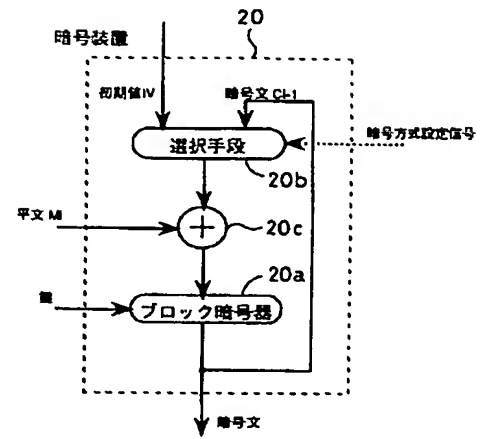 20
暗号装置
初期値IV
暗号文 Ci-1
選択手段
暗号方式設定信号
20b
平文 Mi
20c
20a
鍵
ブロック暗号器
暗号文